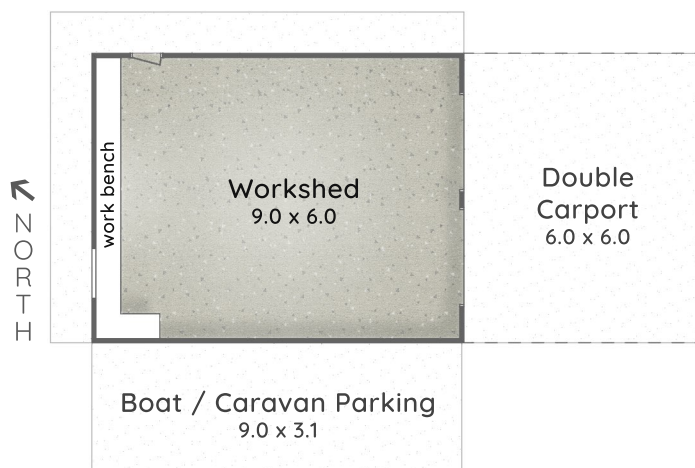 work bench
Workshed
9.0 x 6.0
Double
Carport
6.0 x 6.0
NORTH
Boat / Caravan Parking
9.0 x 3.1